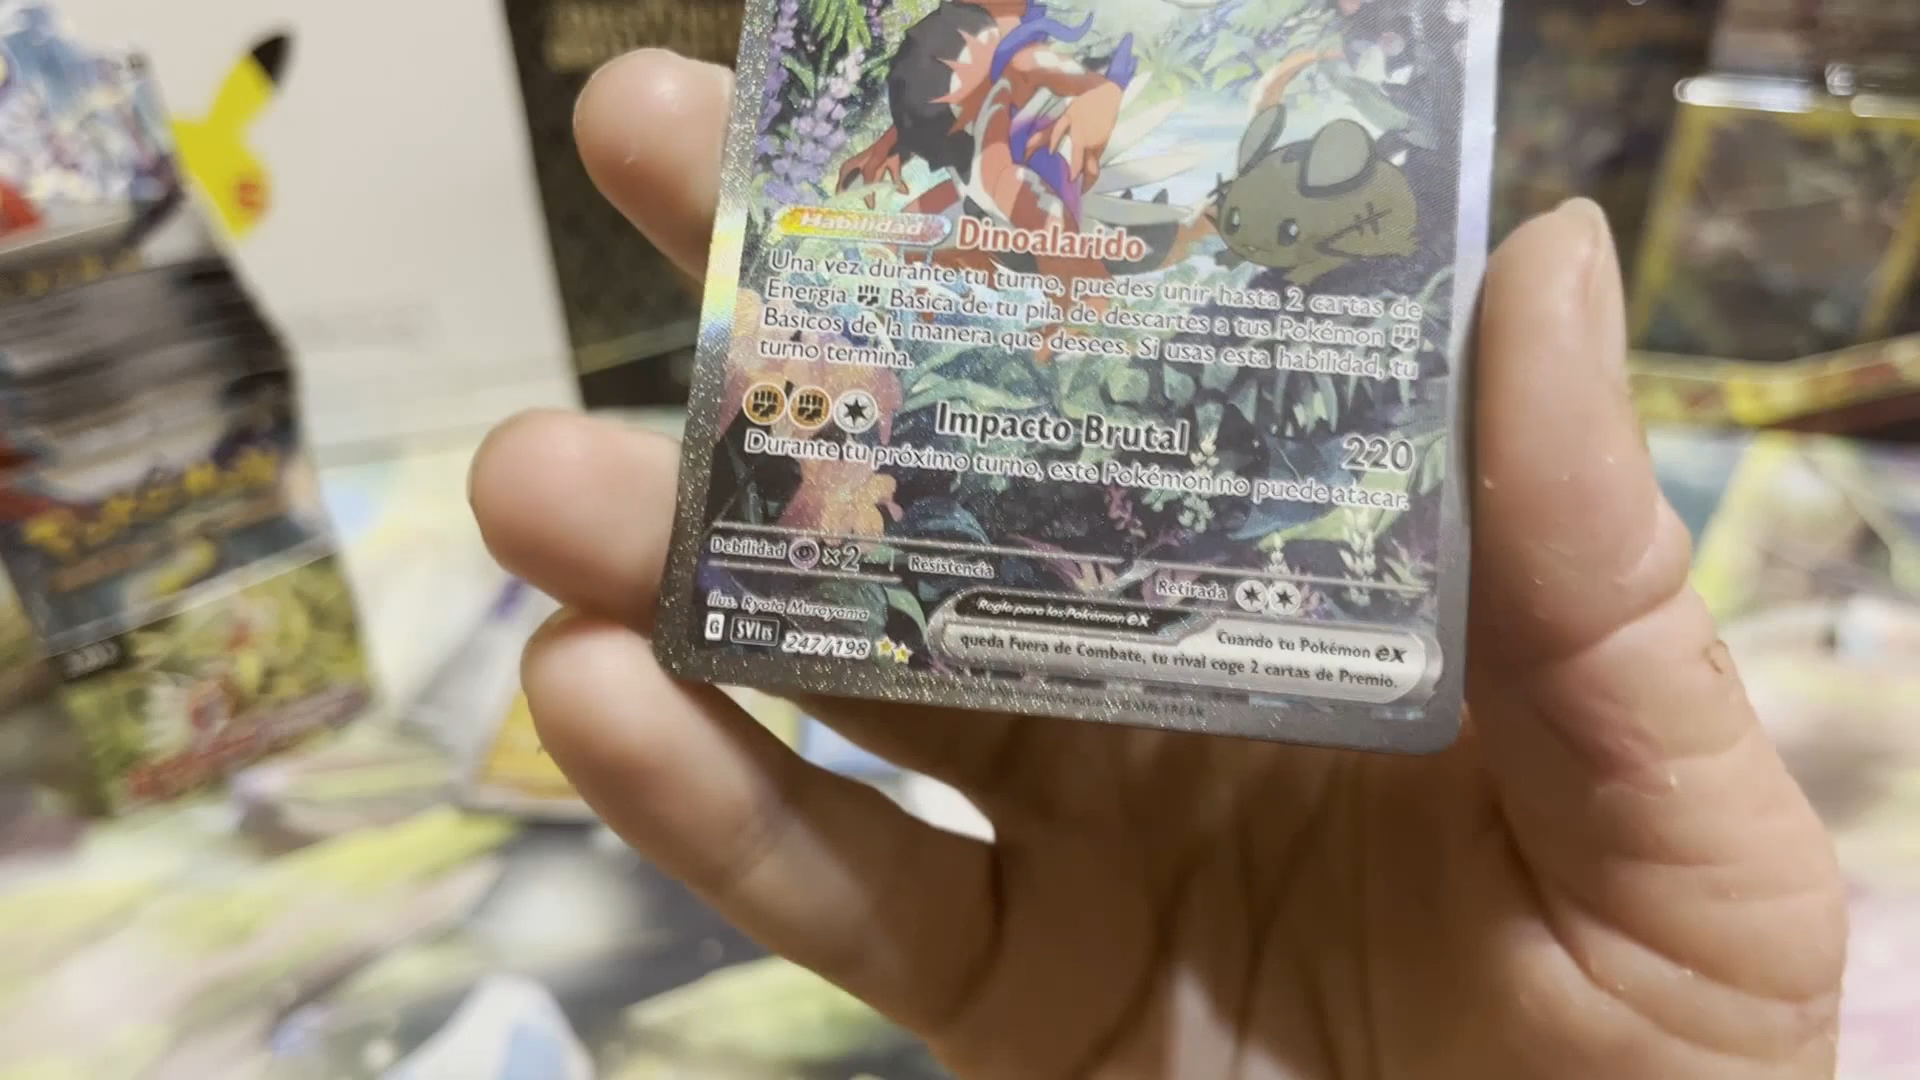 Habilidad Dinoalarido
Una vez durante tu turno, puedes unir hasta 2 cartas de
Energía Básica de tu pila de descartes a tus Pokémon
Básicos de la manera que desees. Si usas esta habilidad, tu
turno termina.
Impacto Brutal 220
Durante tu próximo turno, este Pokémon no puede atacar.
Debilidad ×2 Resistencia Retirada
Ilus. Ryota Murayama
Regla para los Pokémon ex
G SVI ES 247/198
Cuando tu Pokémon ex
queda Fuera de Combate, tu rival coge 2 cartas de Premio.
GAME FREAK